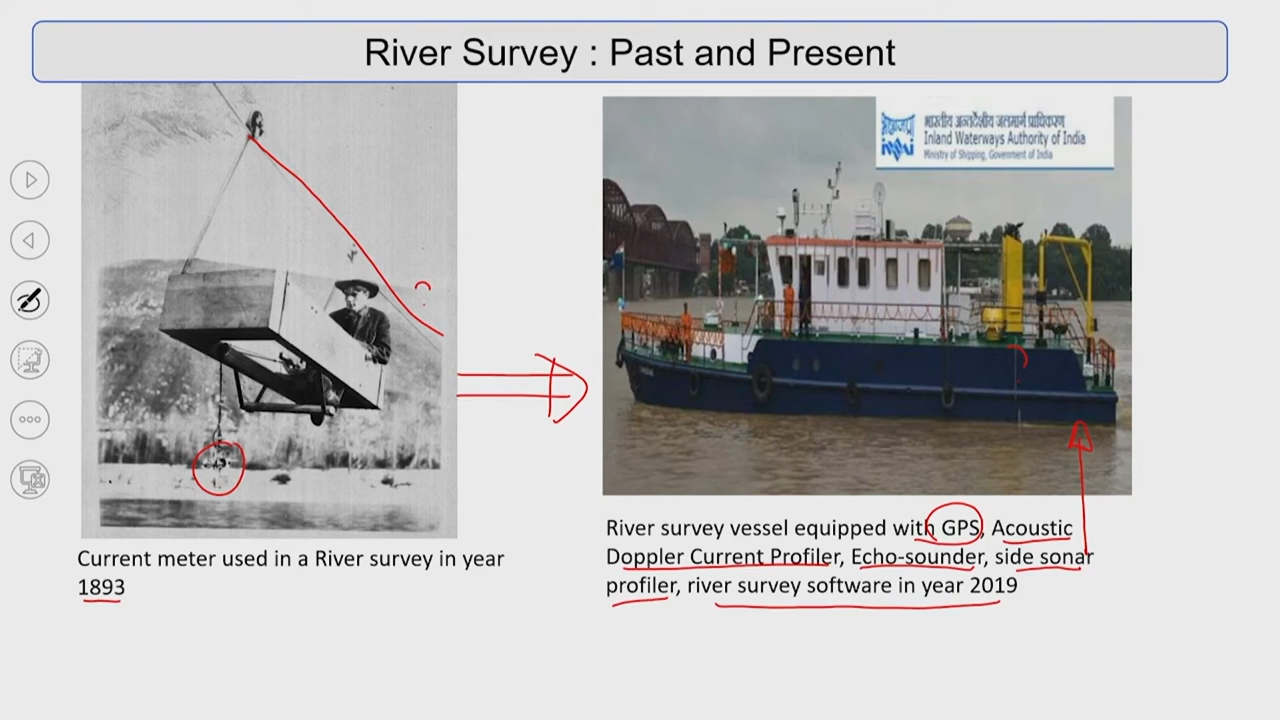 River Survey : Past and Present
भारतीय अन्तर्देशीय जलमार्ग प्राधिकरण
Inland Waterways Authority of India
Ministry of Shipping, Government of India
Current meter used in a River survey in year
1893
River survey vessel equipped with GPS, Acoustic
Doppler Current Profiler, Echo-sounder, side sonar
profiler, river survey software in year 2019